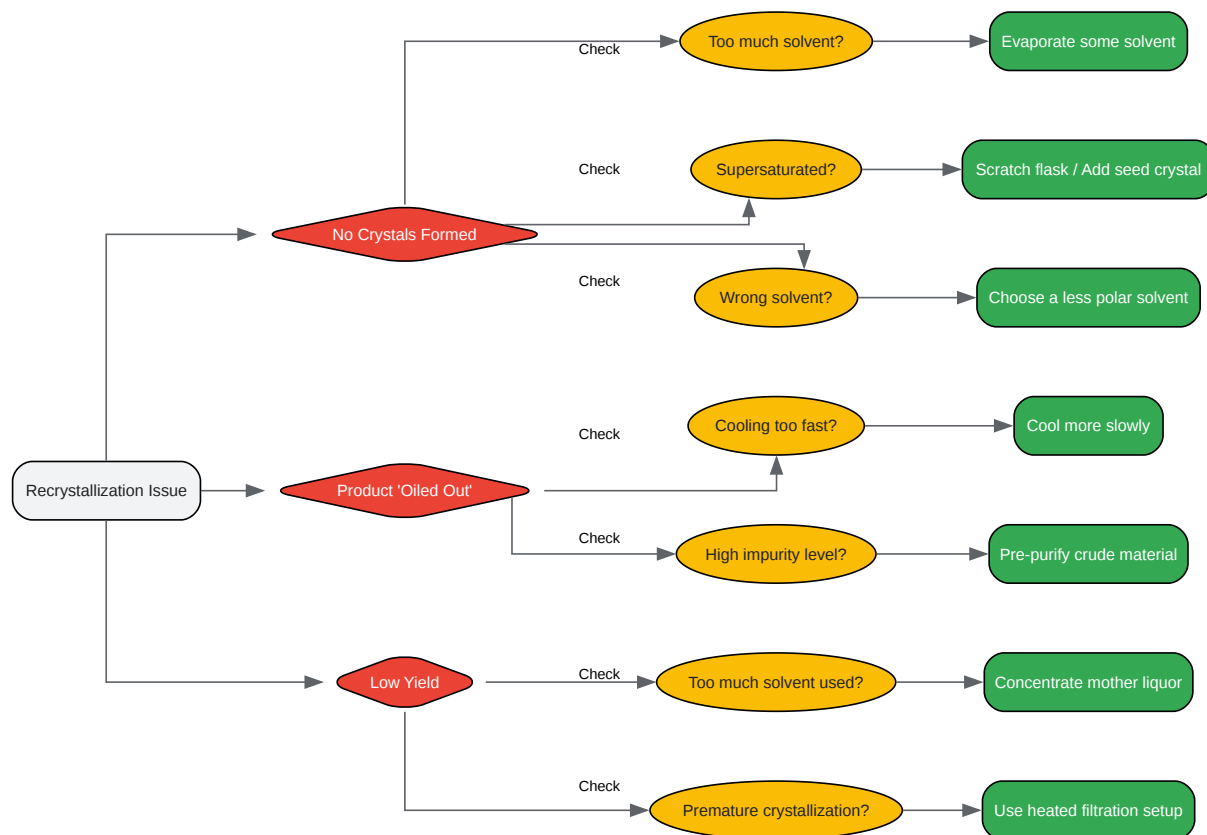 Check
Too much solvent?
Evaporate some solvent
Check
Supersaturated?
Scratch flask / Add seed crystal
No Crystals Formed
Check
Wrong solvent?
Choose a less polar solvent
Check
Cooling too fast?
Cool more slowly
Recrystallization Issue
Product 'Oiled Out'
Check
High impurity level?
Pre-purify crude material
Low Yield
Check
Too much solvent used?
Concentrate mother liquor
Check
Premature crystallization?
Use heated filtration setup